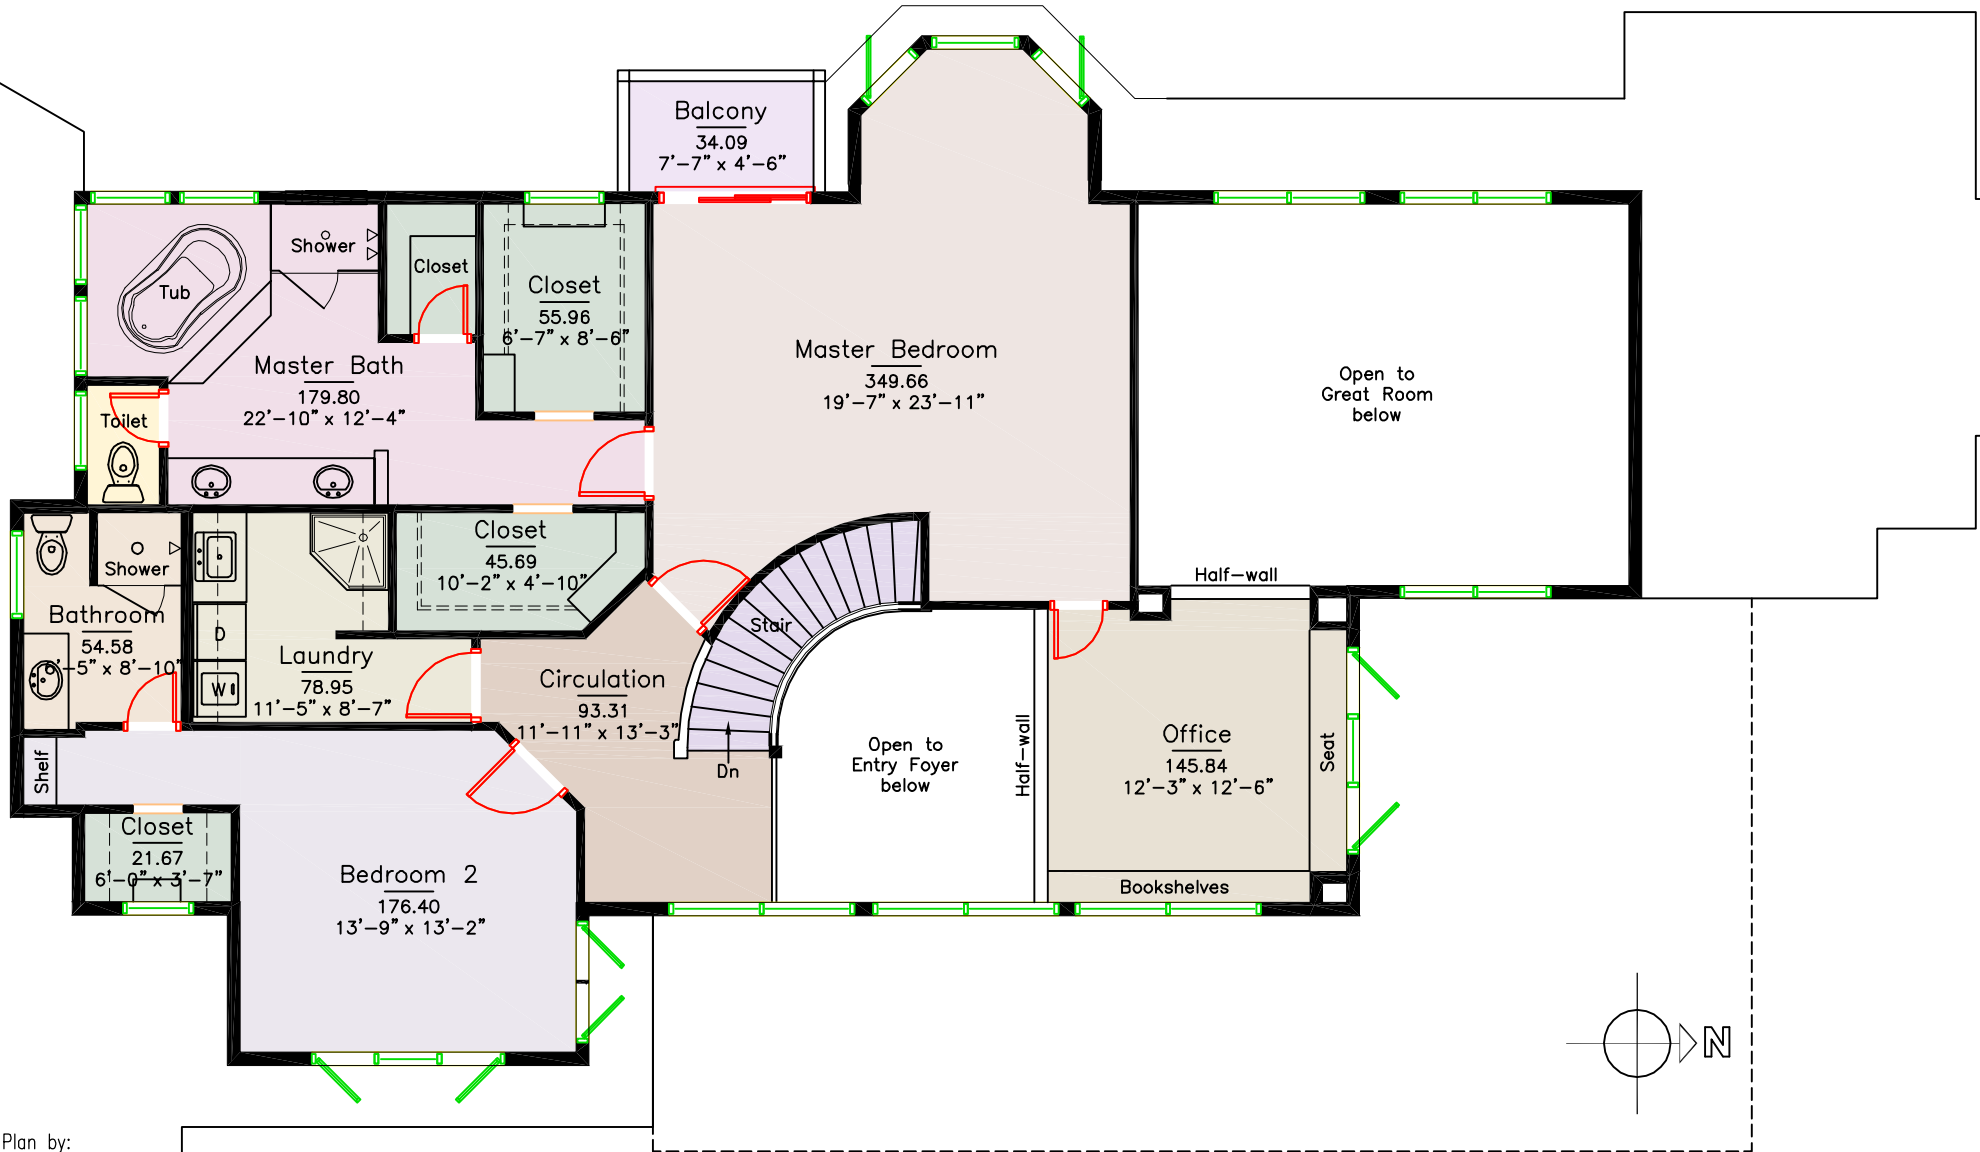 Balcony
34.09
7'-7" x 4'-6"
Shower
Closet
Tub
Closet
55.96
6'-7" x 8'-6"
Master Bath
179.80
22'-10" x 12'-4"
Master Bedroom
349.66
19'-7" x 23'-11"
Open to
Great Room
below
Toilet
Closet
45.69
10'-2" x 4'-10"
Shower
Half-wall
Bathroom
54.58
6'-5" x 8'-10"
D
Stair
Laundry
78.95
11'-5" x 8'-7"
W
Circulation
93.31
11'-11" x 13'-3"
Dn
Open to
Entry Foyer
below
Half-wall
Office
145.84
12'-3" x 12'-6"
Seat
Shelf
Closet
21.67
6'-0" x 3'-7"
Bedroom 2
176.40
13'-9" x 13'-2"
Bookshelves
N
Plan by: